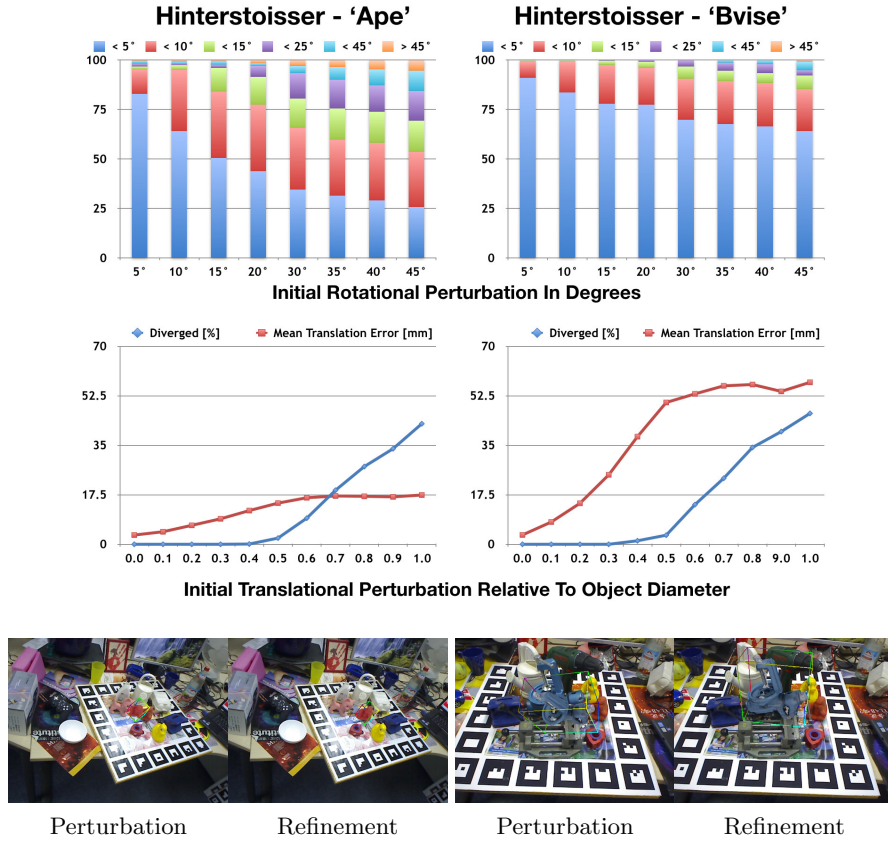 Hinterstoisser - ‘Ape’
< 5° < 10° < 15° < 25° < 45° > 45°
100
75
50
25
0
5° 10° 15° 20° 30° 35° 40° 45°
Hinterstoisser - ‘Bvise’
< 5° < 10° < 15° < 25° < 45° > 45°
100
75
50
25
0
5° 10° 15° 20° 30° 35° 40° 45°
Initial Rotational Perturbation In Degrees
Diverged [%] Mean Translation Error [mm]
70
52.5
35
17.5
0
0.0 0.1 0.2 0.3 0.4 0.5 0.6 0.7 0.8 0.9 1.0
Diverged [%] Mean Translation Error [mm]
70
52.5
35
17.5
0
0.0 0.1 0.2 0.3 0.4 0.5 0.6 0.7 0.8 9.0 1.0
Initial Translational Perturbation Relative To Object Diameter
Perturbation Refinement Perturbation Refinement